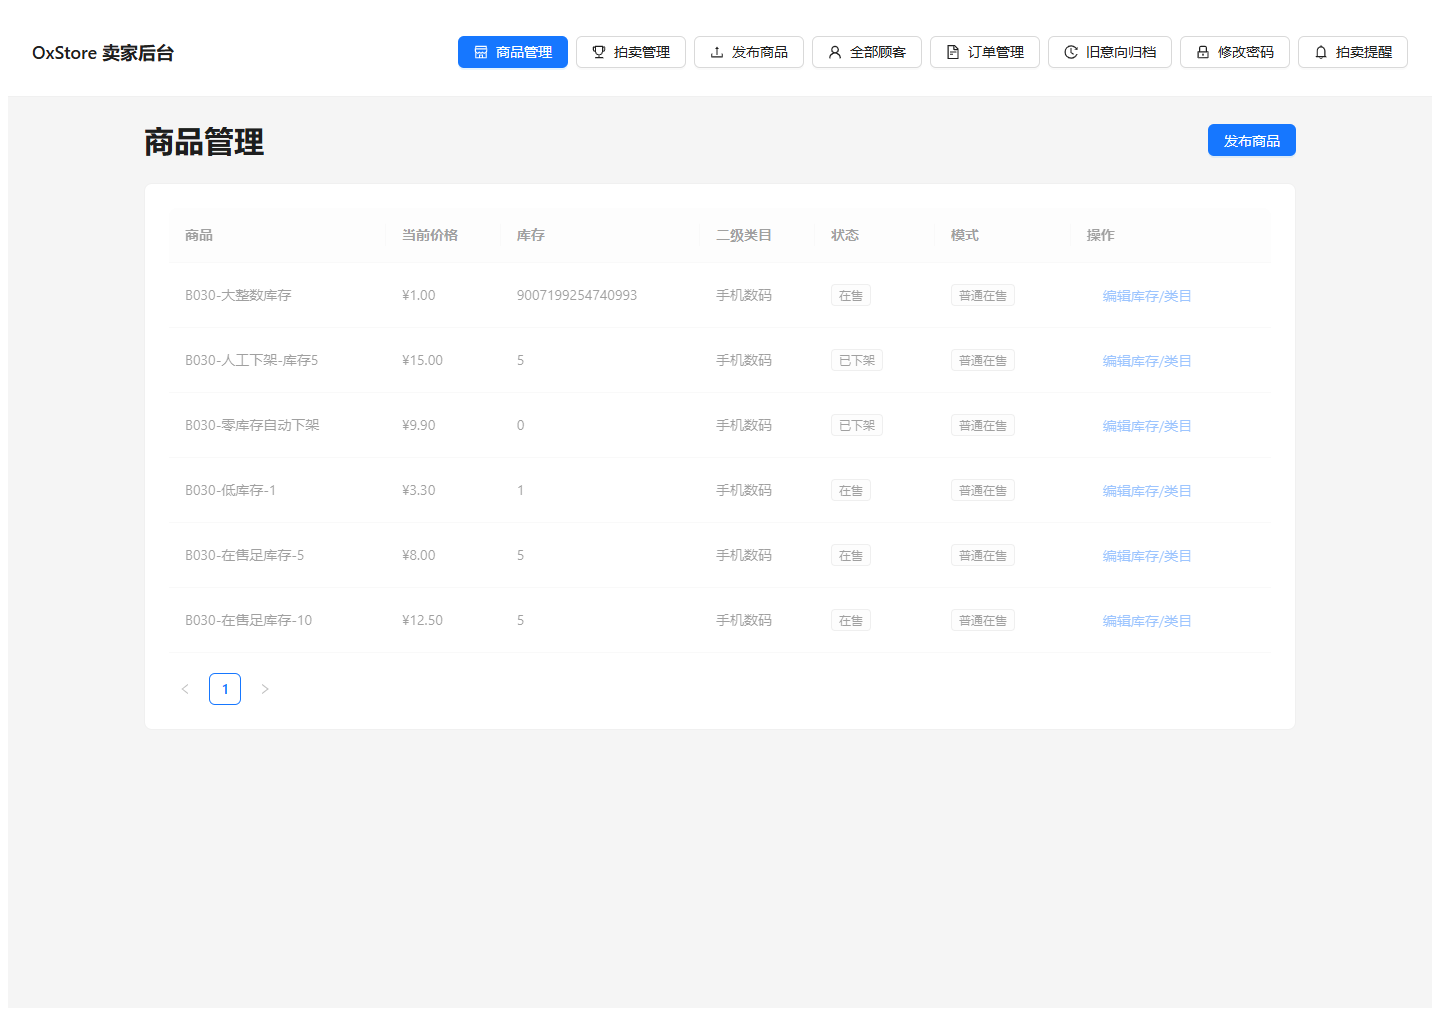 OxStore 卖家后台
商品管理 拍卖管理 发布商品 全部顾客 订单管理 旧意向归档 修改密码 拍卖提醒
商品管理 发布商品
商品 当前价格 库存 二级类目 状态 模式 操作
B030-大整数库存 ¥1.00 9007199254740993 手机数码 在售 普通在售 编辑库存/类目
B030-人工下架-库存5 ¥15.00 5 手机数码 已下架 普通在售 编辑库存/类目
B030-零库存自动下架 ¥9.90 0 手机数码 已下架 普通在售 编辑库存/类目
B030-低库存-1 ¥3.30 1 手机数码 在售 普通在售 编辑库存/类目
B030-在售足库存-5 ¥8.00 5 手机数码 在售 普通在售 编辑库存/类目
B030-在售足库存-10 ¥12.50 5 手机数码 在售 普通在售 编辑库存/类目
1